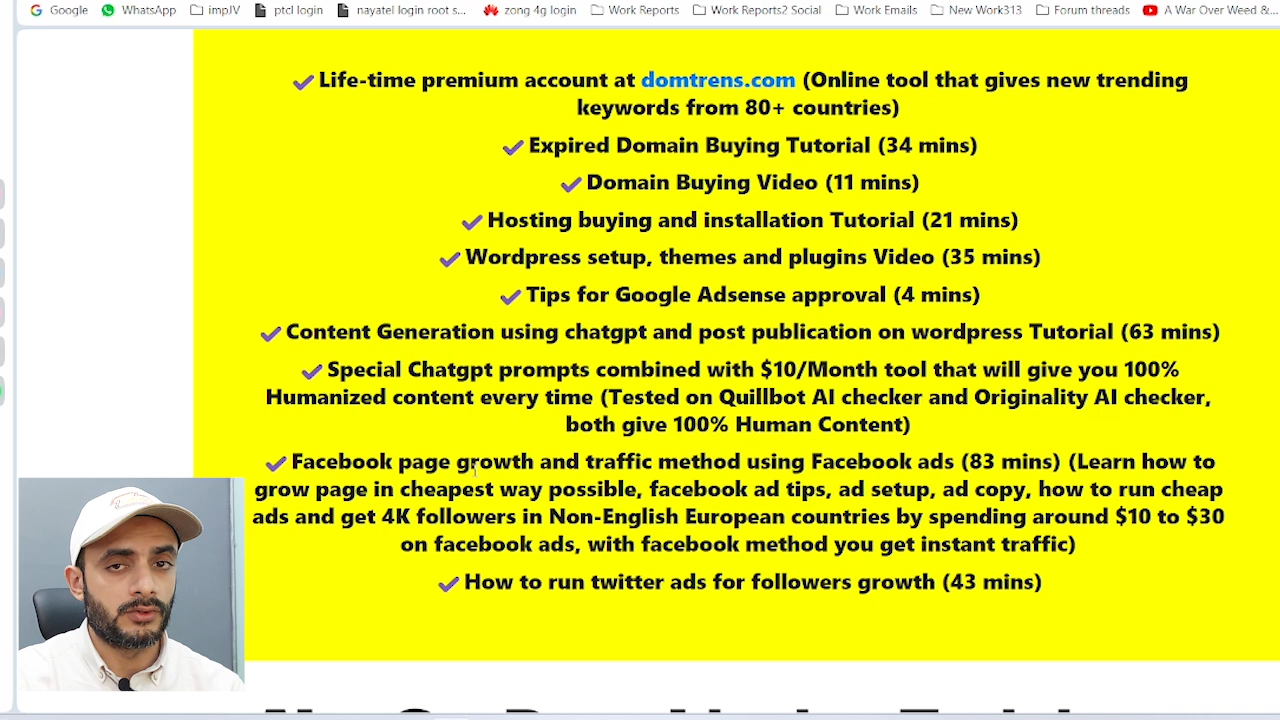 Google WhatsApp impJV ptcl login nayatel login root s... zong 4g login Work Reports Work Reports2 Social Work Emails New Work313 Forum threads A War Over Weed &...
Life-time premium account at domtrens.com (Online tool that gives new trending
keywords from 80+ countries)
Expired Domain Buying Tutorial (34 mins)
Domain Buying Video (11 mins)
Hosting buying and installation Tutorial (21 mins)
Wordpress setup, themes and plugins Video (35 mins)
Tips for Google Adsense approval (4 mins)
Content Generation using chatgpt and post publication on wordpress Tutorial (63 mins)
Special Chatgpt prompts combined with $10/Month tool that will give you 100%
Humanized content every time (Tested on Quillbot AI checker and Originality AI checker,
both give 100% Human Content)
Facebook page growth and traffic method using Facebook ads (83 mins) (Learn how to
grow page in cheapest way possible, facebook ad tips, ad setup, ad copy, how to run cheap
ads and get 4K followers in Non-English European countries by spending around $10 to $30
on facebook ads, with facebook method you get instant traffic)
How to run twitter ads for followers growth (43 mins)